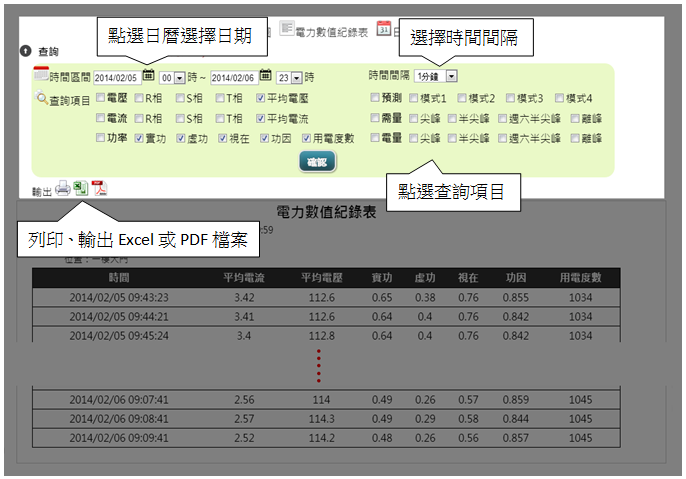 點選日曆選擇日期
電力數值紀錄表
31
選擇時間間隔
查詢
時間區間 2014/02/05 00 時~ 2014/02/06 23 時 時間間隔 1分鐘
查詢項目 電壓 R相 S相 T相 平均電壓 預測 模式1 模式2 模式3 模式4
電流 R相 S相 T相 平均電流 需量 尖峰 半尖峰 週六半尖峰 離峰
功率 實功 虛功 視在 功因 用電度數 電量 尖峰 半尖峰 週六半尖峰 離峰
確認
點選查詢項目
輸出
電力數值紀錄表
:59
列印、輸出 Excel 或 PDF 檔案
位置：一樓大門
時間 平均電流 平均電壓 實功 虛功 視在 功因 用電度數
2014/02/05 09:43:23 3.42 112.6 0.65 0.38 0.76 0.855 1034
2014/02/05 09:44:21 3.41 112.6 0.64 0.4 0.76 0.842 1034
2014/02/05 09:45:24 3.4 112.8 0.64 0.4 0.76 0.842 1034
2014/02/06 09:07:41 2.56 114 0.49 0.26 0.57 0.859 1045
2014/02/06 09:08:41 2.57 114.3 0.49 0.29 0.58 0.844 1045
2014/02/06 09:09:41 2.52 114.2 0.48 0.26 0.56 0.857 1045